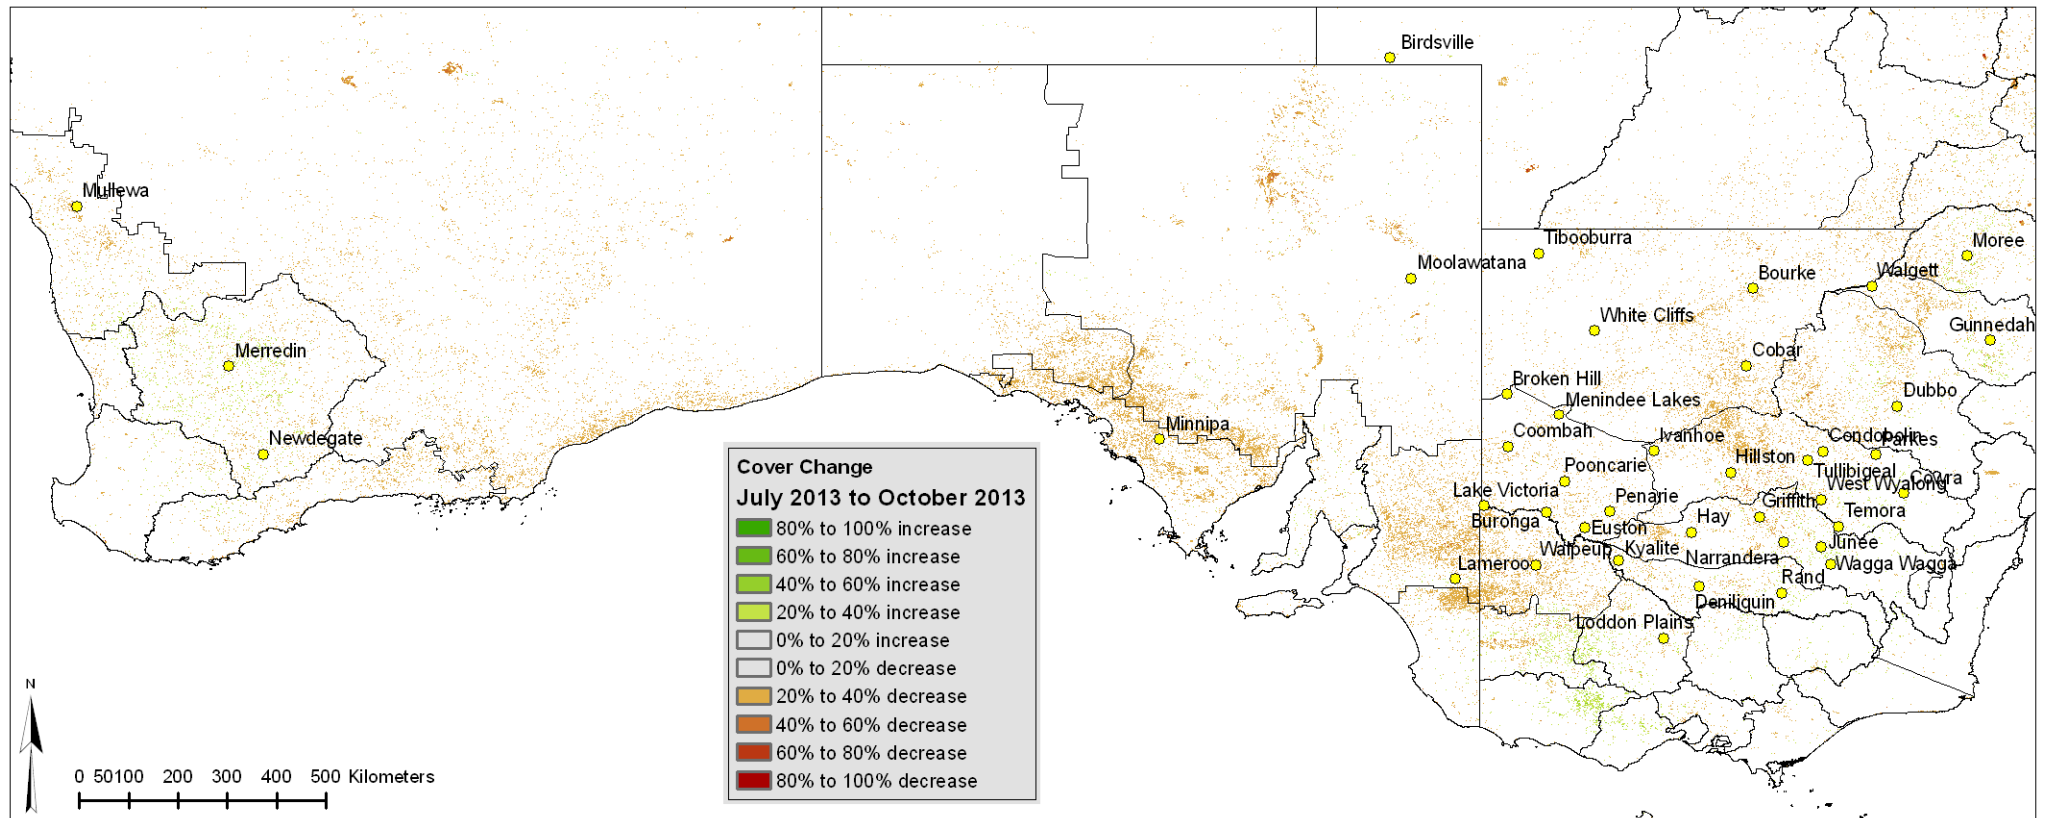 Birdsville
Mullewa
Tibooburra
Moree
Moolawatana
Bourke
Walgett
White Cliffs
Gunnedah
Merredin
Cobar
Broken Hill
Menindee Lakes
Dubbo
Newdegate
Minnipa
Coombah
Ivanhoe
Condobolin
Parkes
Pooncarie
Hillston
Tullibigeal
Lake Victoria
Penarie
West Wyalong
Cowra
Griffith
Buronga
Euston
Hay
Temora
Walpeup
Kyalite
Narrandera
Junee
Lameroo
Wagga Wagga
Rand
Deniliquin
Loddon Plains
Cover Change
July 2013 to October 2013
80% to 100% increase
60% to 80% increase
40% to 60% increase
20% to 40% increase
0% to 20% increase
0% to 20% decrease
20% to 40% decrease
40% to 60% decrease
60% to 80% decrease
80% to 100% decrease
N
0 50100 200 300 400 500 Kilometers